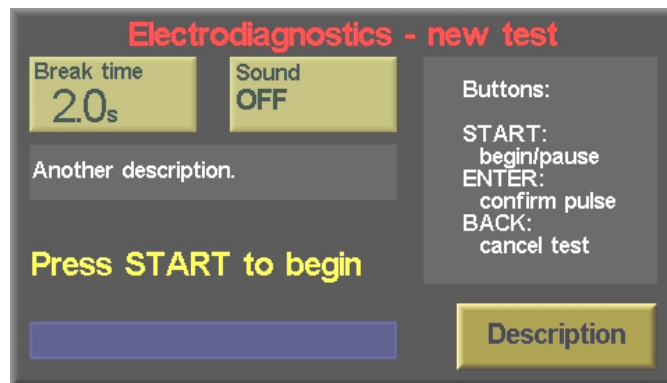 Electrodiagnostics - new test
Break time
2.0s
Sound
OFF
Another description.
Press START to begin
Buttons:
START:
begin/pause
ENTER:
confirm pulse
BACK:
cancel test
Description